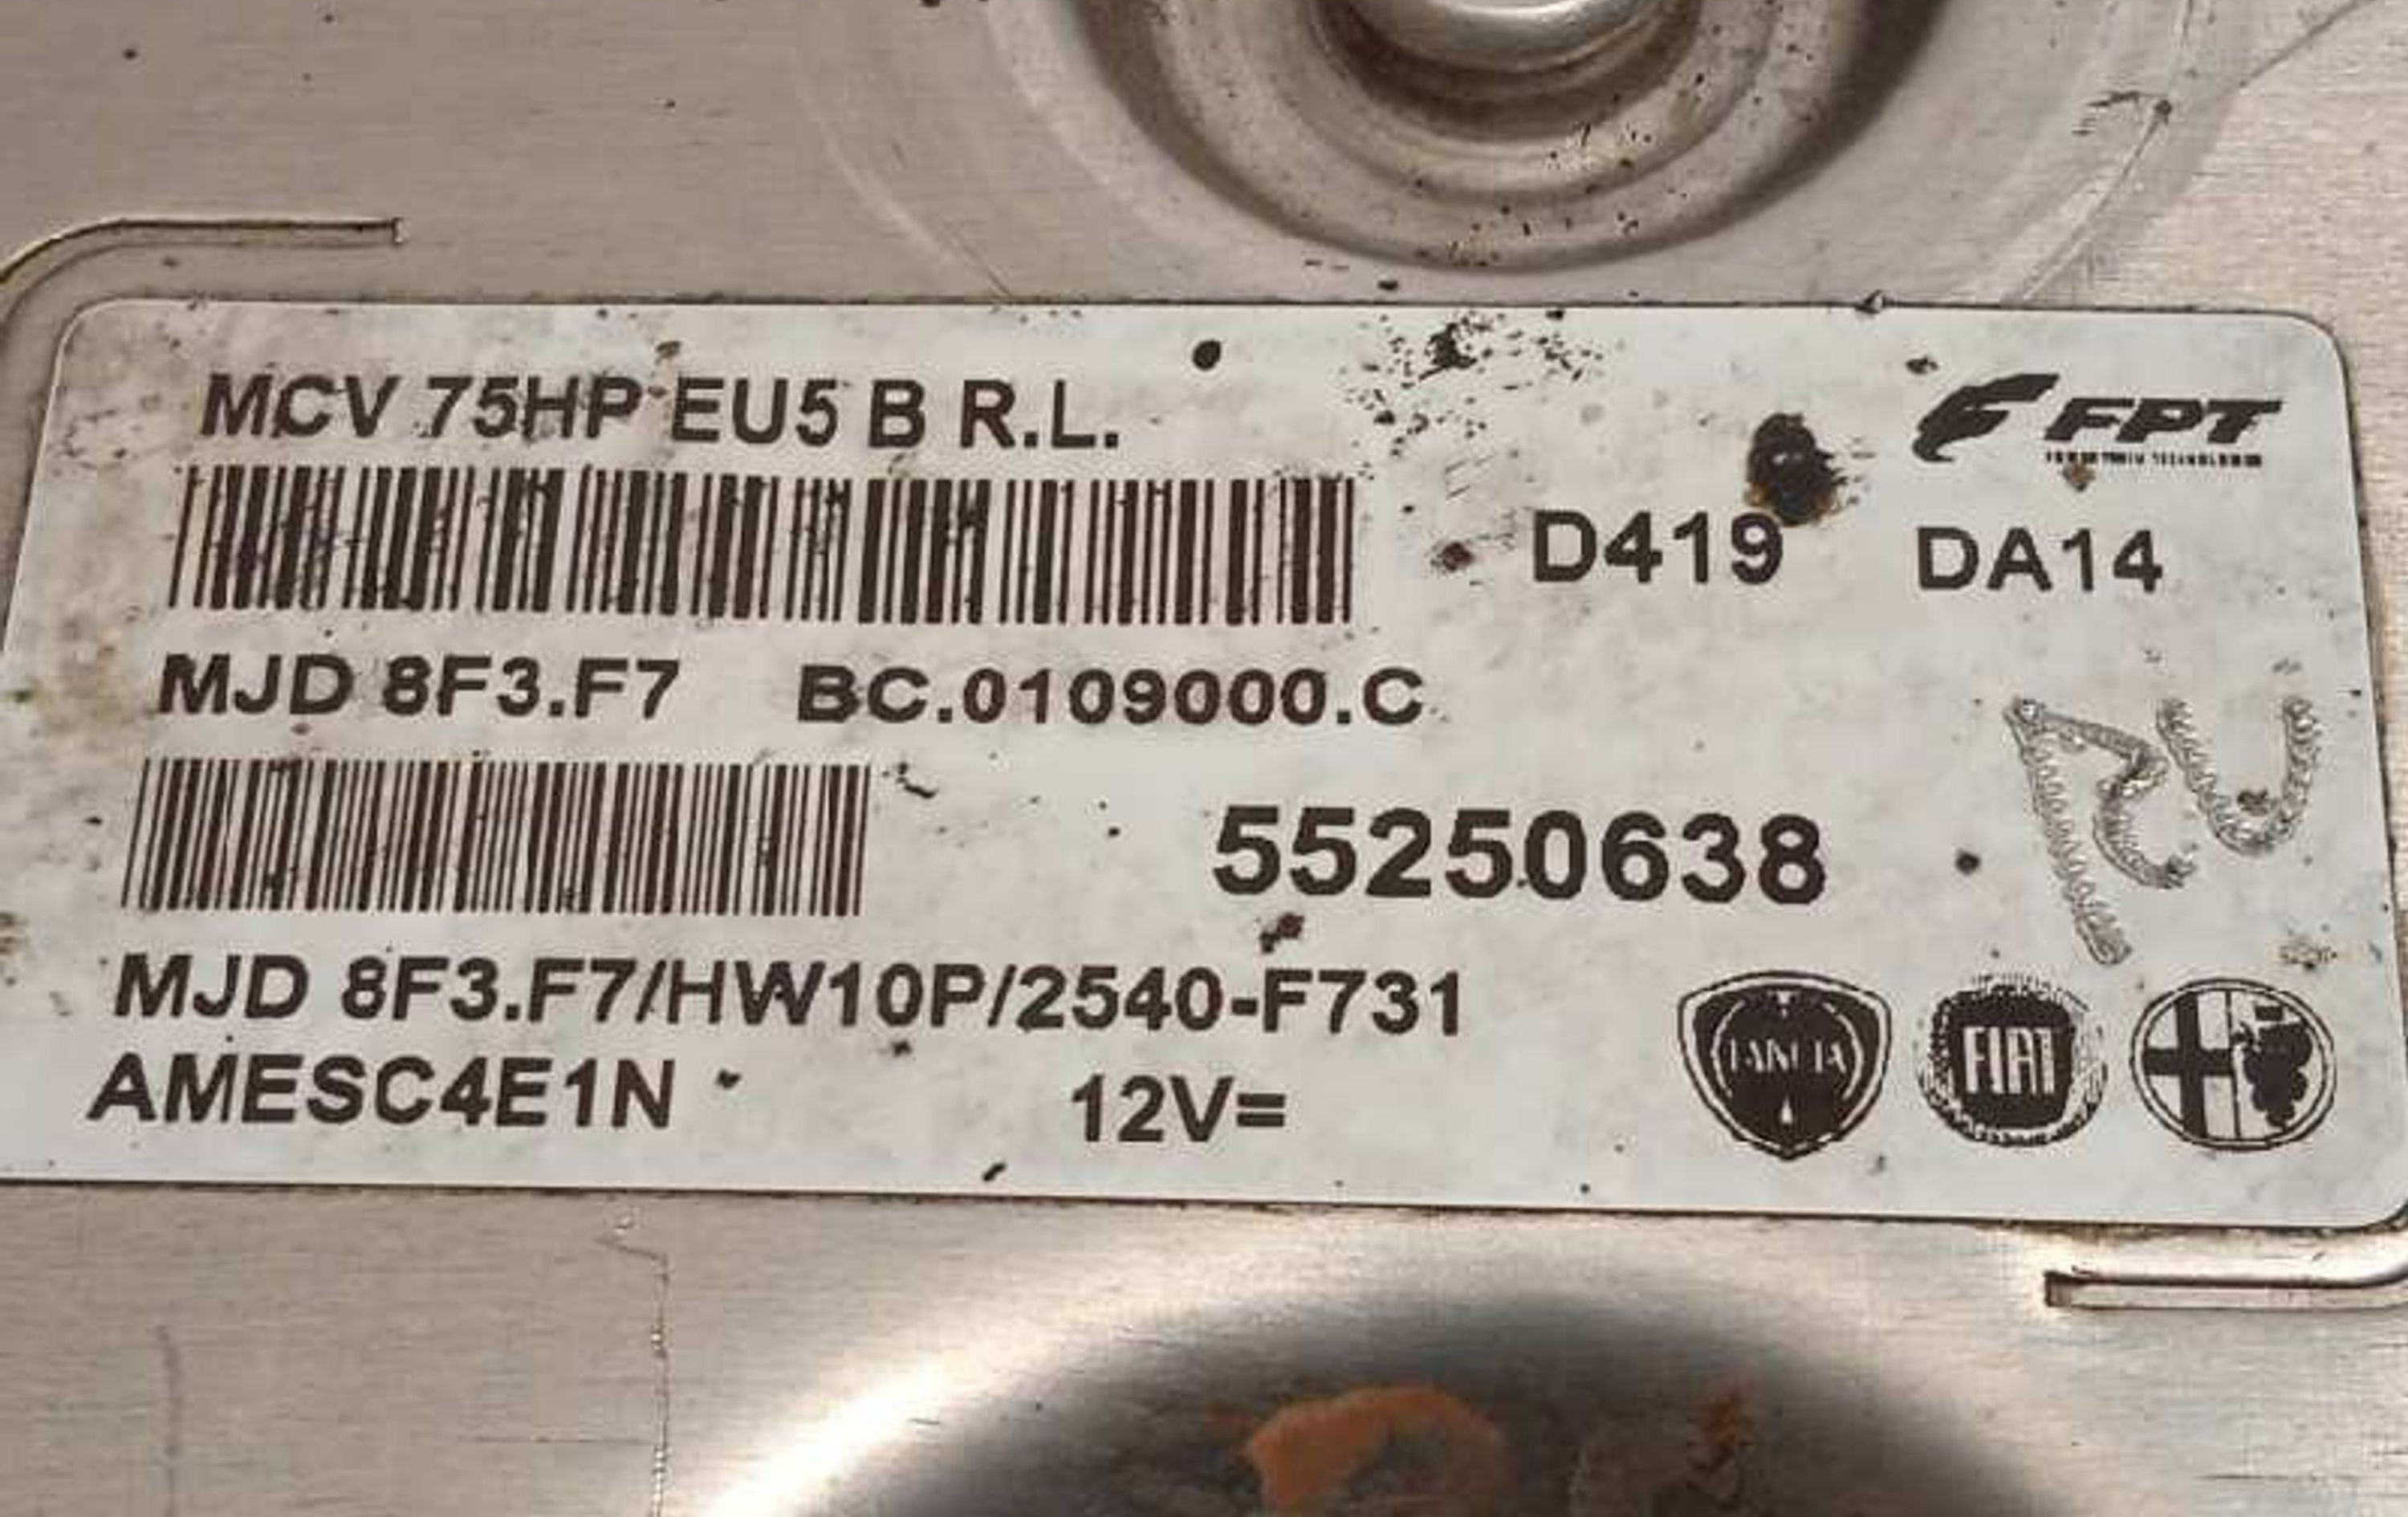 MCV 75HP EU5 B R.L.
FPT
D419 DA14
MJD 8F3.F7 BC.0109000.C
55250638
MJD 8F3.F7/HW10P/2540-F731
AMESC4E1N 12V=
LANCIA
FIAT